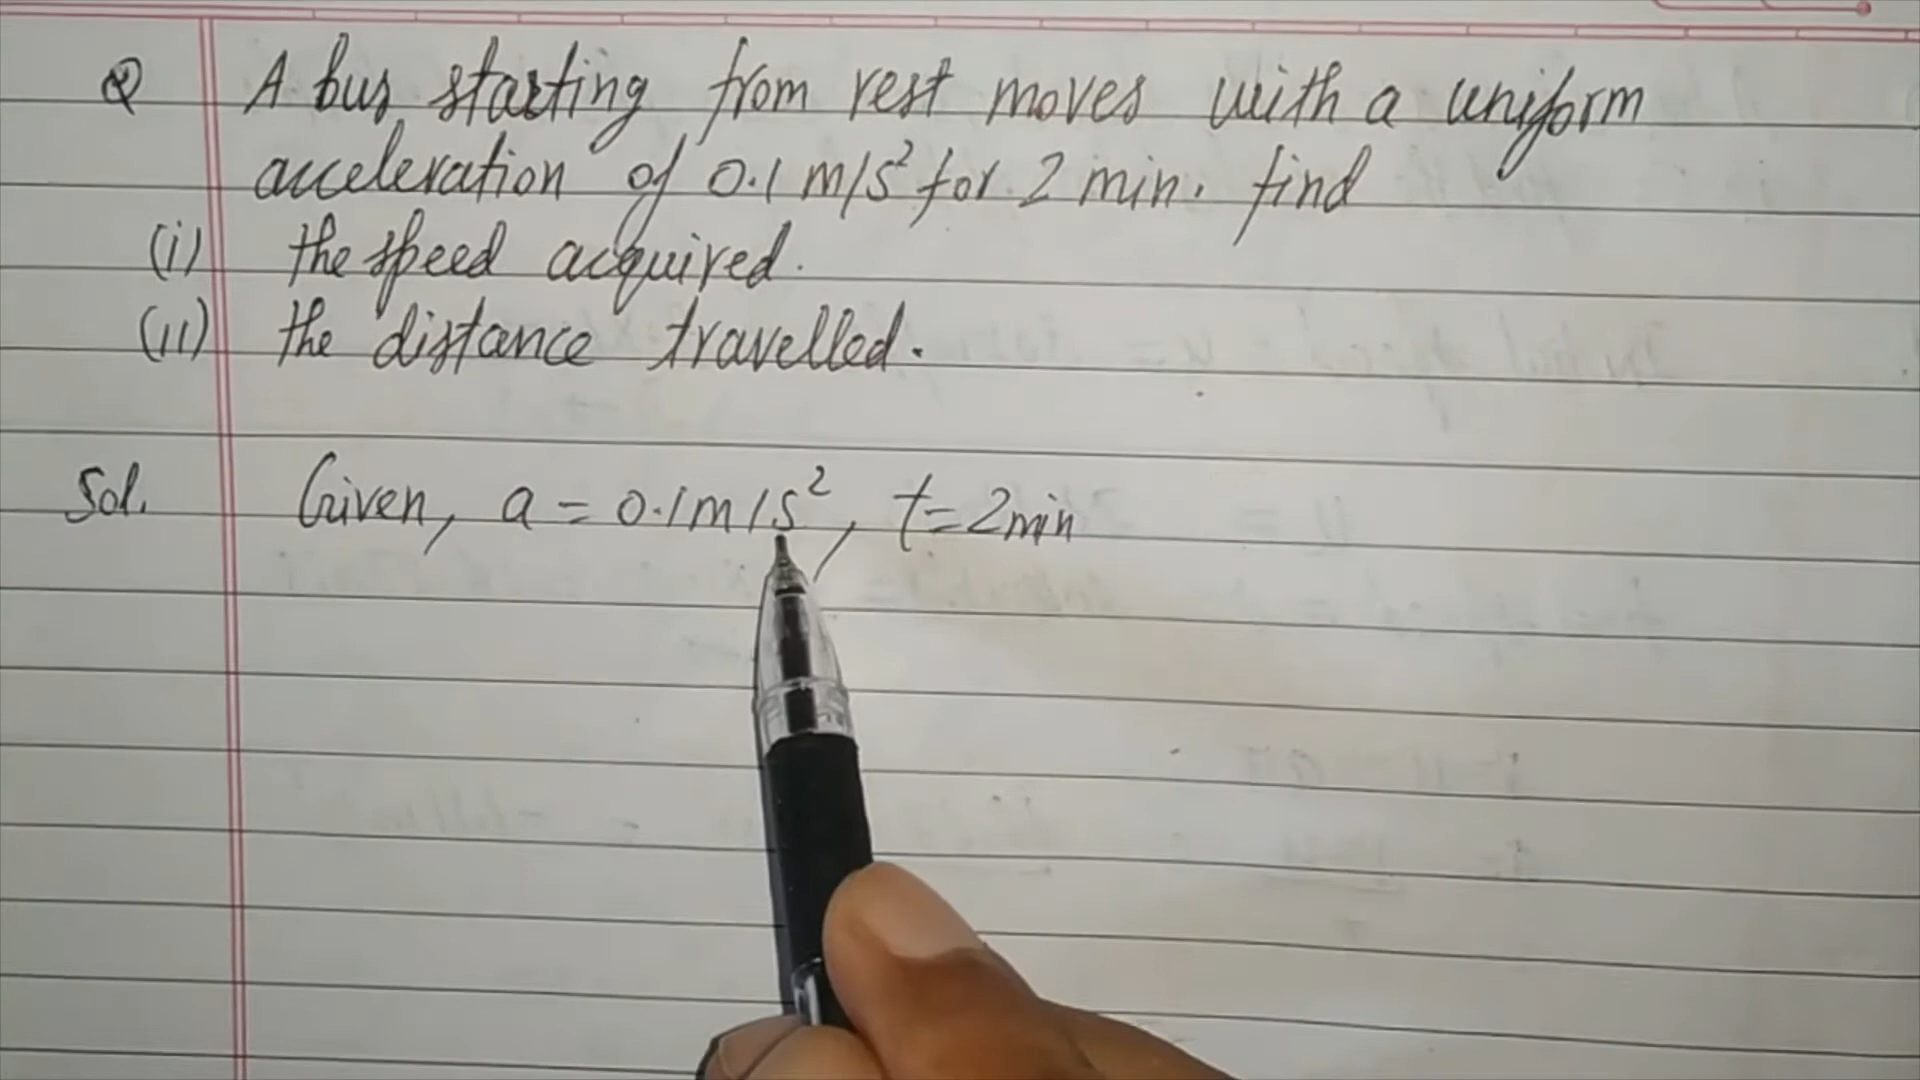 Q A bus starting from rest moves with a uniform
acceleration of 0.1 m/s² for 2 min. find
(i) the speed acquired.
(ii) the distance travelled.
Sol. Given, a = 0.1 m/s², t = 2 min